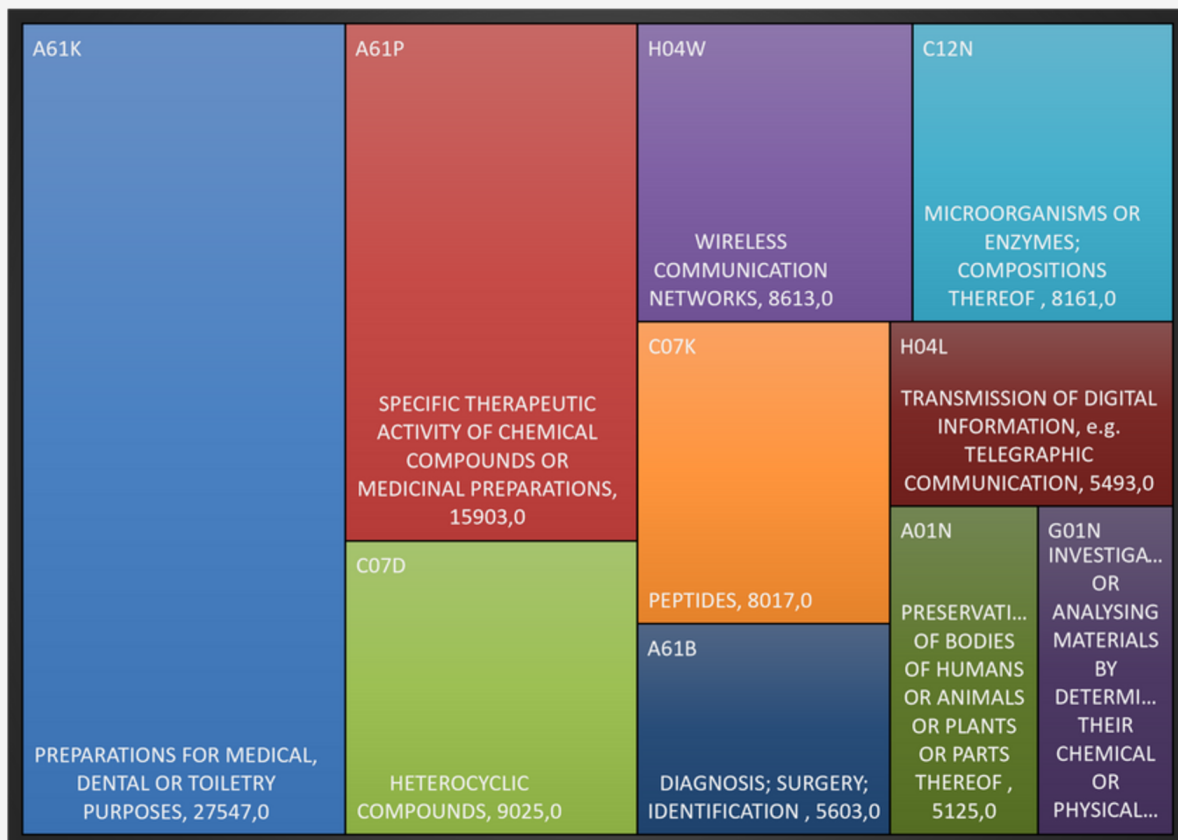 A61K
PREPARATIONS FOR MEDICAL,
DENTAL OR TOILETRY
PURPOSES, 27547,0
A61P
SPECIFIC THERAPEUTIC
ACTIVITY OF CHEMICAL
COMPOUNDS OR
MEDICINAL PREPARATIONS,
15903,0
C07D
HETEROCYCLIC
COMPOUNDS, 9025,0
H04W
WIRELESS
COMMUNICATION
NETWORKS, 8613,0
C12N
MICROORGANISMS OR
ENZYMES;
COMPOSITIONS
THEREOF , 8161,0
C07K
PEPTIDES, 8017,0
A61B
DIAGNOSIS; SURGERY;
IDENTIFICATION , 5603,0
H04L
TRANSMISSION OF DIGITAL
INFORMATION, e.g.
TELEGRAPHIC
COMMUNICATION, 5493,0
A01N
PRESERVATI...
OF BODIES
OF HUMANS
OR ANIMALS
OR PLANTS
OR PARTS
THEREOF ,
5125,0
G01N
INVESTIGA...
OR
ANALYSING
MATERIALS
BY
DETERMI...
THEIR
CHEMICAL
OR
PHYSICAL...